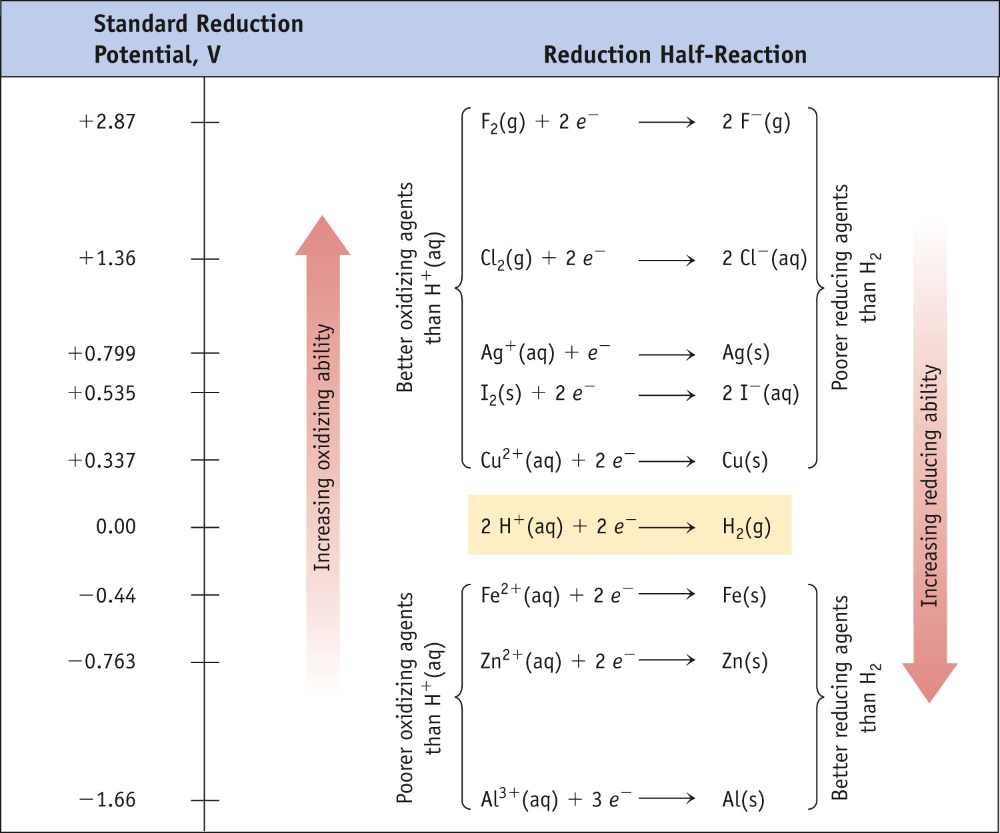 Standard Reduction
Potential, V
Reduction Half-Reaction
+2.87
F₂(g) + 2 e⁻ ⟶ 2 F⁻(g)
+1.36
Cl₂(g) + 2 e⁻ ⟶ 2 Cl⁻(aq)
+0.799
Ag⁺(aq) + e⁻ ⟶ Ag(s)
+0.535
I₂(s) + 2 e⁻ ⟶ 2 I⁻(aq)
+0.337
Cu²⁺(aq) + 2 e⁻ ⟶ Cu(s)
0.00
2 H⁺(aq) + 2 e⁻ ⟶ H₂(g)
−0.44
Fe²⁺(aq) + 2 e⁻ ⟶ Fe(s)
−0.763
Zn²⁺(aq) + 2 e⁻ ⟶ Zn(s)
−1.66
Al³⁺(aq) + 3 e⁻ ⟶ Al(s)
Increasing oxidizing ability
Better oxidizing agents
than H⁺(aq)
Poorer oxidizing agents
than H⁺(aq)
Poorer reducing agents
than H₂
Better reducing agents
than H₂
Increasing reducing ability